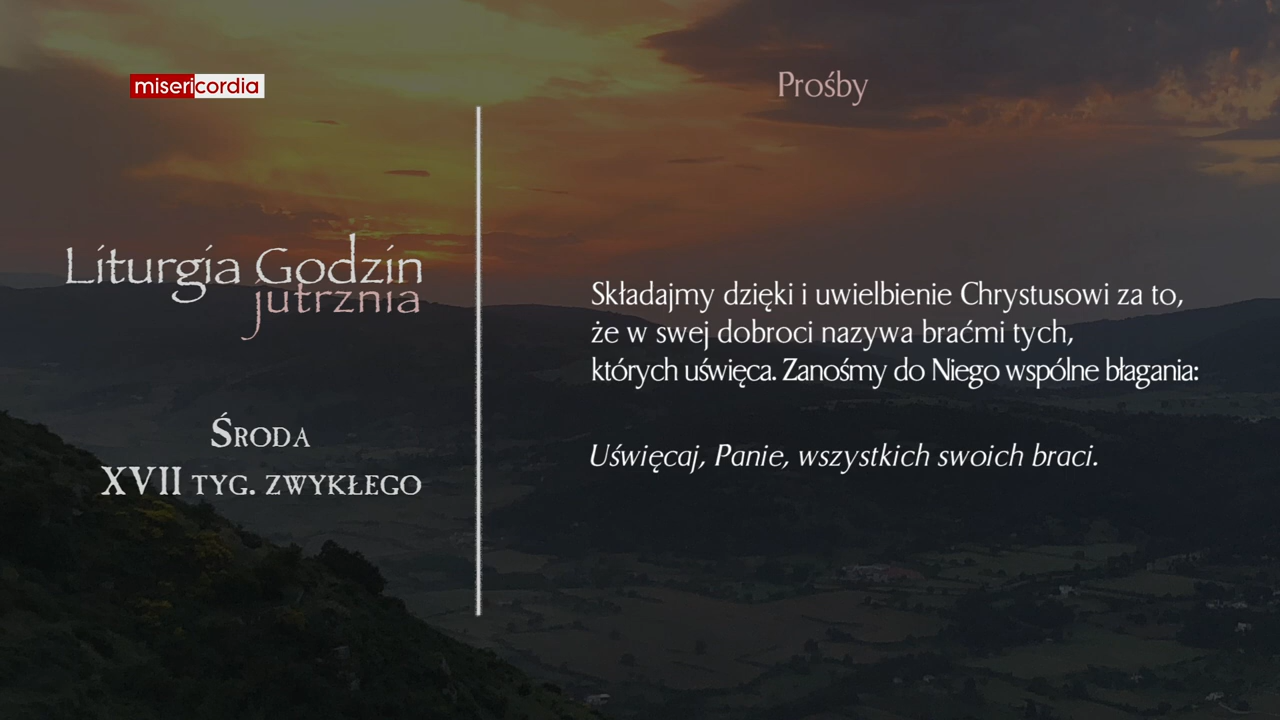 misericordia
Liturgia Godzin
jutrznia
Środa
XVII tyg. zwykłego
Prośby
Składajmy dzięki i uwielbienie Chrystusowi za to,
że w swej dobroci nazywa braćmi tych,
których uświęca. Zanośmy do Niego wspólne błagania:
Uświęcaj, Panie, wszystkich swoich braci.